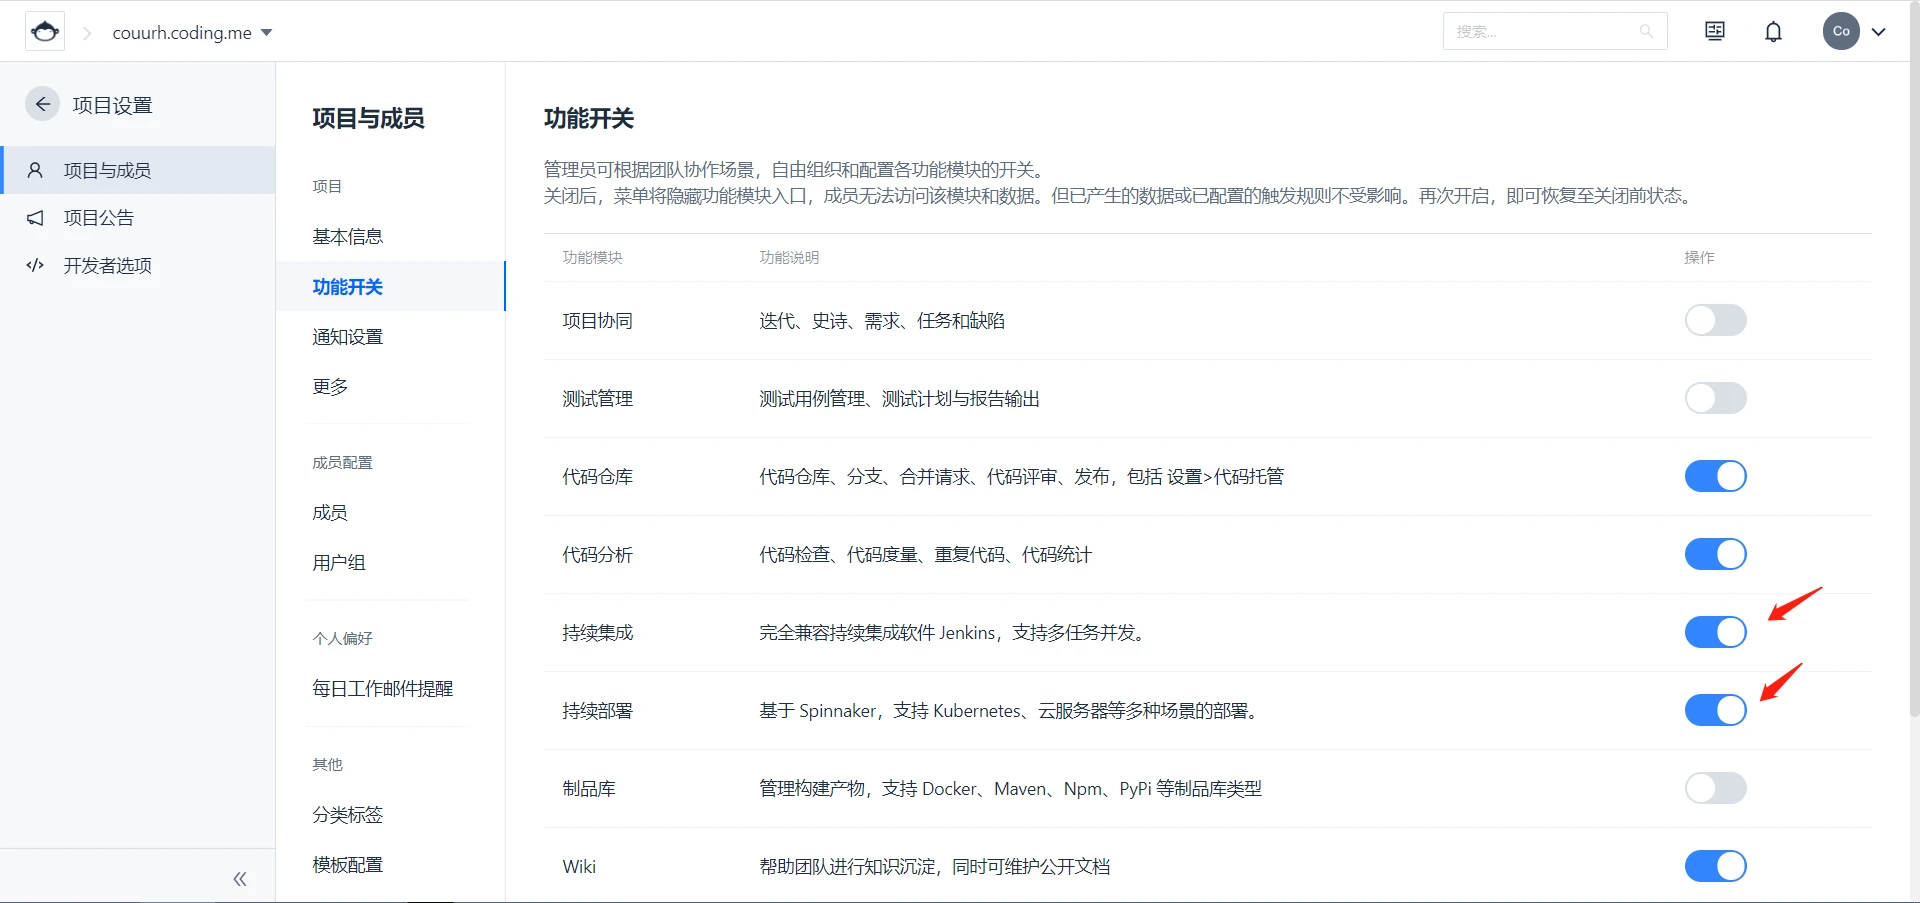 couurh.coding.me
搜索...
Co
项目设置
项目与成员
项目公告
开发者选项
项目与成员
项目
基本信息
功能开关
通知设置
更多
成员配置
成员
用户组
个人偏好
每日工作邮件提醒
其他
分类标签
模板配置
功能开关
管理员可根据团队协作场景，自由组织和配置各功能模块的开关。
关闭后，菜单将隐藏功能模块入口，成员无法访问该模块和数据。但已产生的数据或已配置的触发规则不受影响。再次开启，即可恢复至关闭前状态。
功能模块 功能说明 操作
项目协同 迭代、史诗、需求、任务和缺陷
测试管理 测试用例管理、测试计划与报告输出
代码仓库 代码仓库、分支、合并请求、代码评审、发布，包括 设置>代码托管
代码分析 代码检查、代码度量、重复代码、代码统计
持续集成 完全兼容持续集成软件 Jenkins，支持多任务并发。
持续部署 基于 Spinnaker，支持 Kubernetes、云服务器等多种场景的部署。
制品库 管理构建产物，支持 Docker、Maven、Npm、PyPi 等制品库类型
Wiki 帮助团队进行知识沉淀，同时可维护公开文档